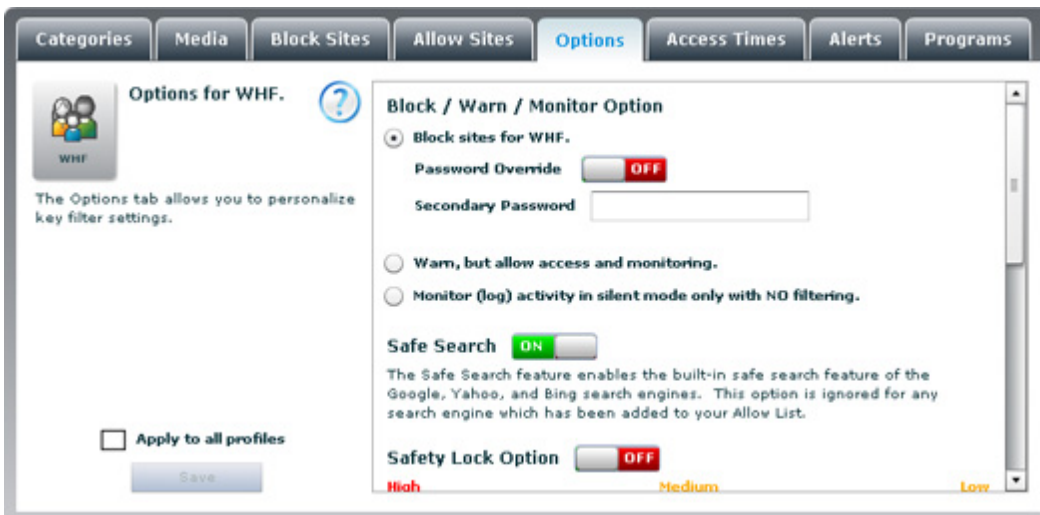 Categories Media Block Sites Allow Sites Options Access Times Alerts Programs
WHF
Options for WHF.
?
The Options tab allows you to personalize
key filter settings.
Apply to all profiles
Save
Block / Warn / Monitor Option
Block sites for WHF.
Password Override OFF
Secondary Password
Warn, but allow access and monitoring.
Monitor (log) activity in silent mode only with NO filtering.
Safe Search ON
The Safe Search feature enables the built-in safe search feature of the
Google, Yahoo, and Bing search engines. This option is ignored for any
search engine which has been added to your Allow List.
Safety Lock Option OFF
High Medium Low